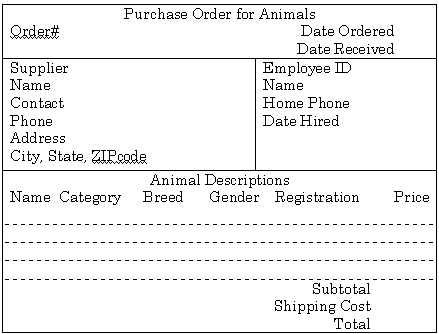 Purchase Order for Animals
Order# Date Ordered
Date Received
Supplier
Name
Contact
Phone
Address
City, State, ZIPcode
Employee ID
Name
Home Phone
Date Hired
Animal Descriptions
Name Category Breed Gender Registration Price
Subtotal
Shipping Cost
Total